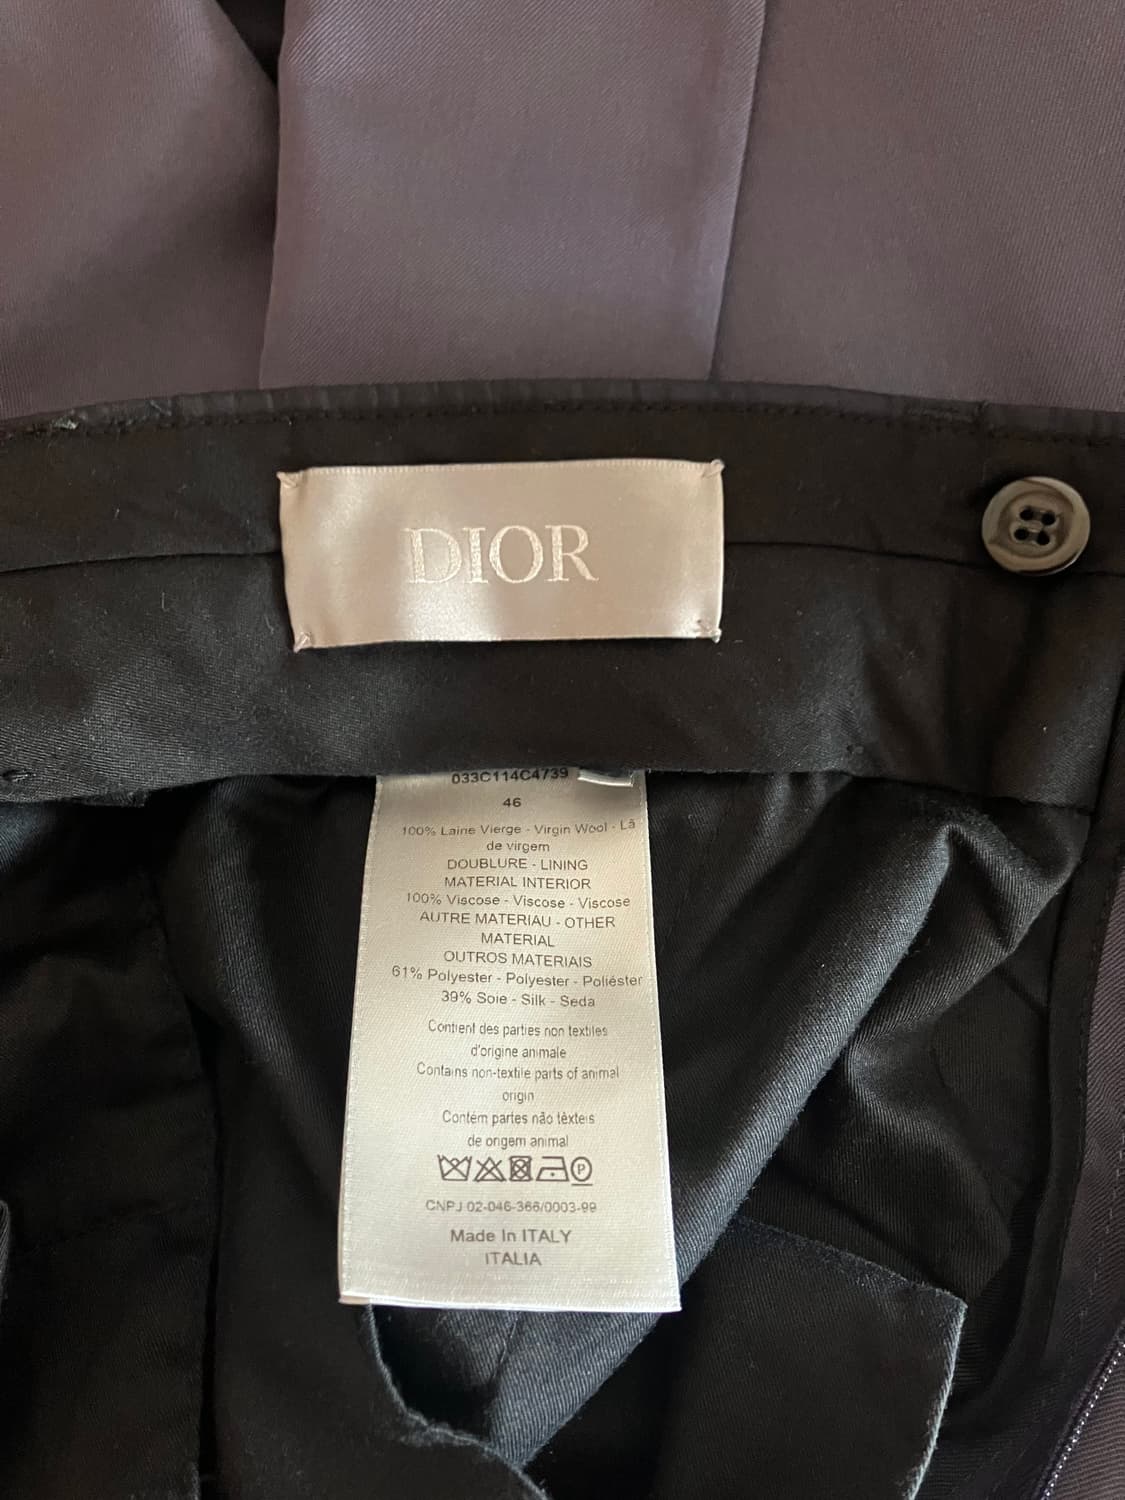 DIOR
033C114C4739
46
100% Laine Vierge - Virgin Wool - Lã
de virgem
DOUBLURE - LINING
MATERIAL INTERIOR
100% Viscose - Viscose - Viscose
AUTRE MATERIAU - OTHER
MATERIAL
OUTROS MATERIAIS
61% Polyester - Polyester - Poliéster
39% Soie - Silk - Seda
Contient des parties non textiles
d'origine animale
Contains non-textile parts of animal
origin
Contém partes não têxteis
de origem animal
P
CNPJ 02-046-366/0003-99
Made In ITALY
ITALIA